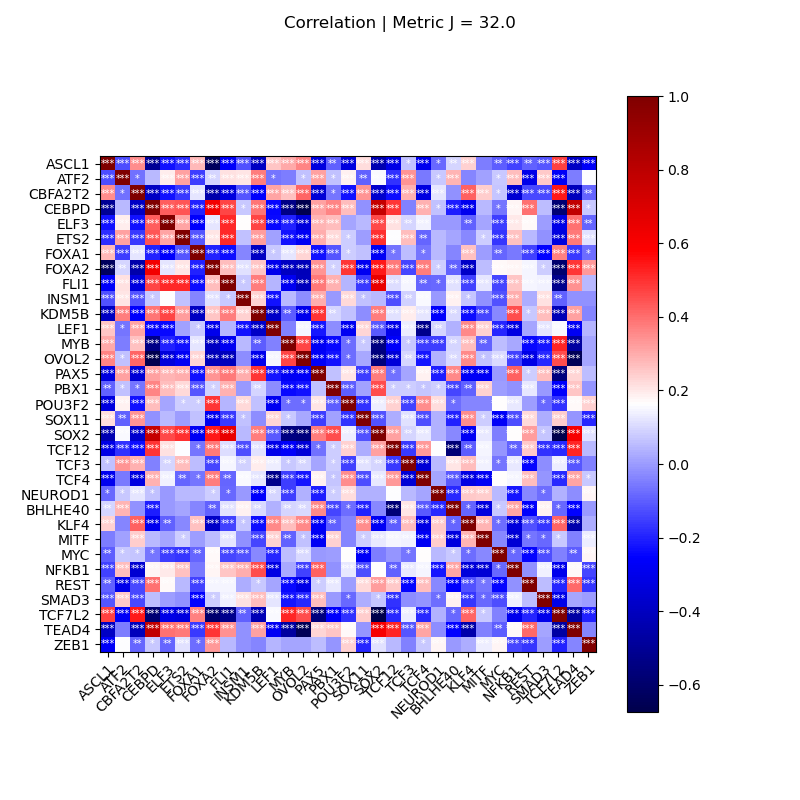 Correlation | Metric J = 32.0
ASCL1
ATF2
CBFA2T2
CEBPD
ELF3
ETS2
FOXA1
FOXA2
FLI1
INSM1
KDM5B
LEF1
MYB
OVOL2
PAX5
PBX1
POU3F2
SOX11
SOX2
TCF12
TCF3
TCF4
NEUROD1
BHLHE40
KLF4
MITF
MYC
NFKB1
REST
SMAD3
TCF7L2
TEAD4
ZEB1
ASCL1
ATF2
CBFA2T2
CEBPD
ELF3
ETS2
FOXA1
FOXA2
FLI1
INSM1
KDM5B
LEF1
MYB
OVOL2
PAX5
PBX1
POU3F2
SOX11
SOX2
TCF12
TCF3
TCF4
NEUROD1
BHLHE40
KLF4
MITF
MYC
NFKB1
REST
SMAD3
TCF7L2
TEAD4
ZEB1
1.0
0.8
0.6
0.4
0.2
0.0
−0.2
−0.4
−0.6